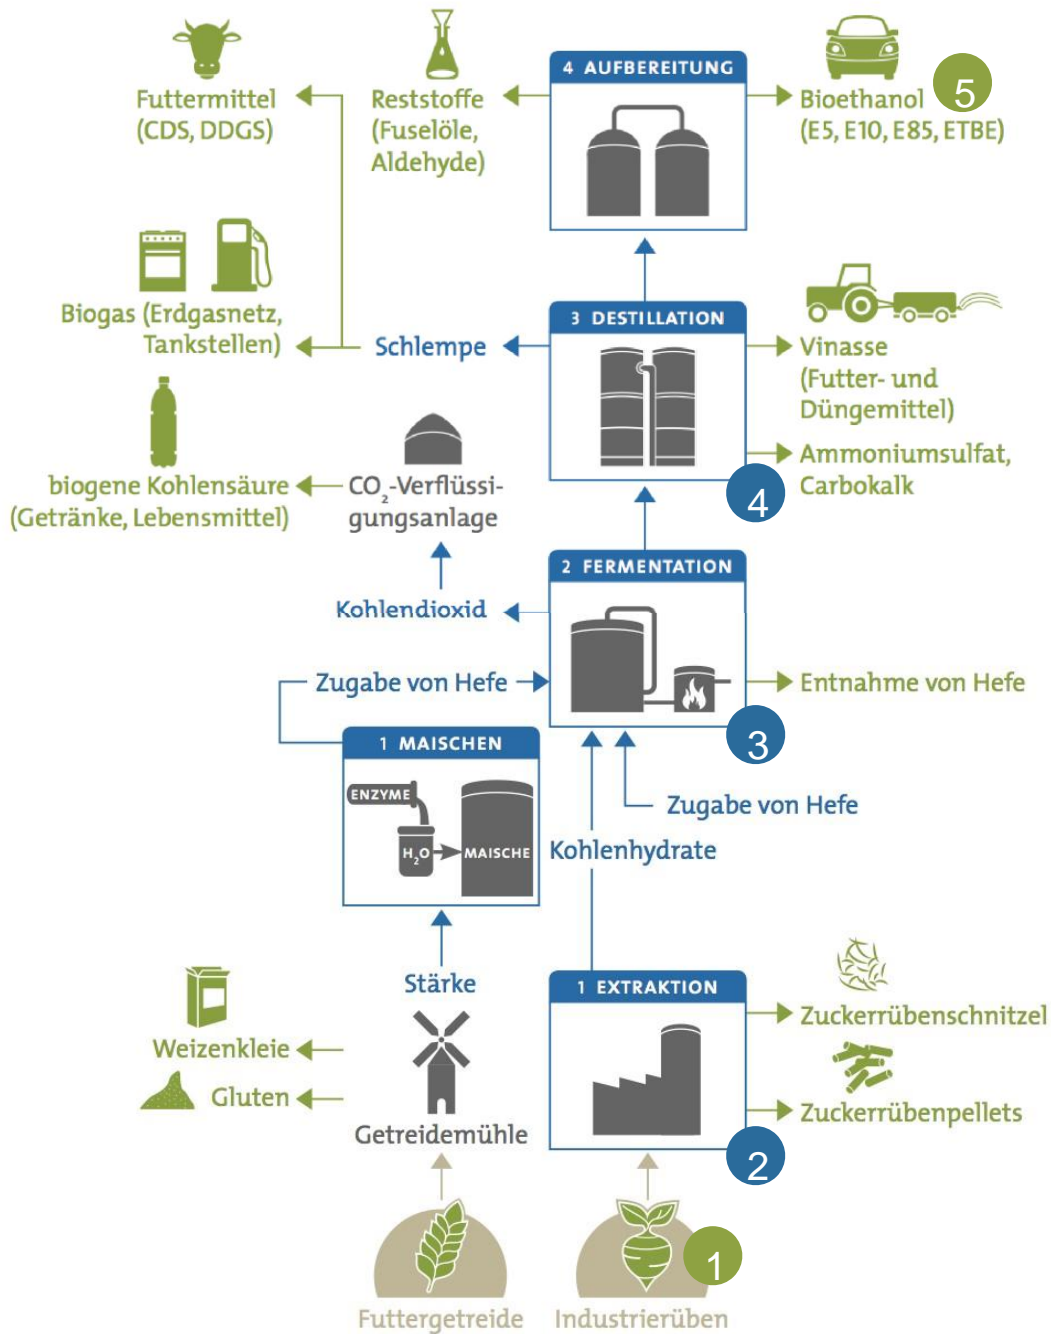 4 AUFBEREITUNG
Futtermittel
(CDS, DDGS)
Reststoffe
(Fuselöle,
Aldehyde)
5
Bioethanol
(E5, E10, E85, ETBE)
3 DESTILLATION
Biogas (Erdgasnetz,
Tankstellen)
Schlempe
Vinasse
(Futter- und
Düngemittel)
Ammoniumsulfat,
Carbokalk
4
biogene Kohlensäure
(Getränke, Lebensmittel)
CO₂-Verflüssi-
gungsanlage
2 FERMENTATION
Kohlendioxid
Zugabe von Hefe
Entnahme von Hefe
3
1 MAISCHEN
ENZYME
H₂O
MAISCHE
Zugabe von Hefe
Kohlenhydrate
Stärke
1 EXTRAKTION
Zuckerrübenschnitzel
Weizenkleie
Gluten
Zuckerrübenpellets
Getreidemühle
2
1
Futtergetreide
Industrierüben